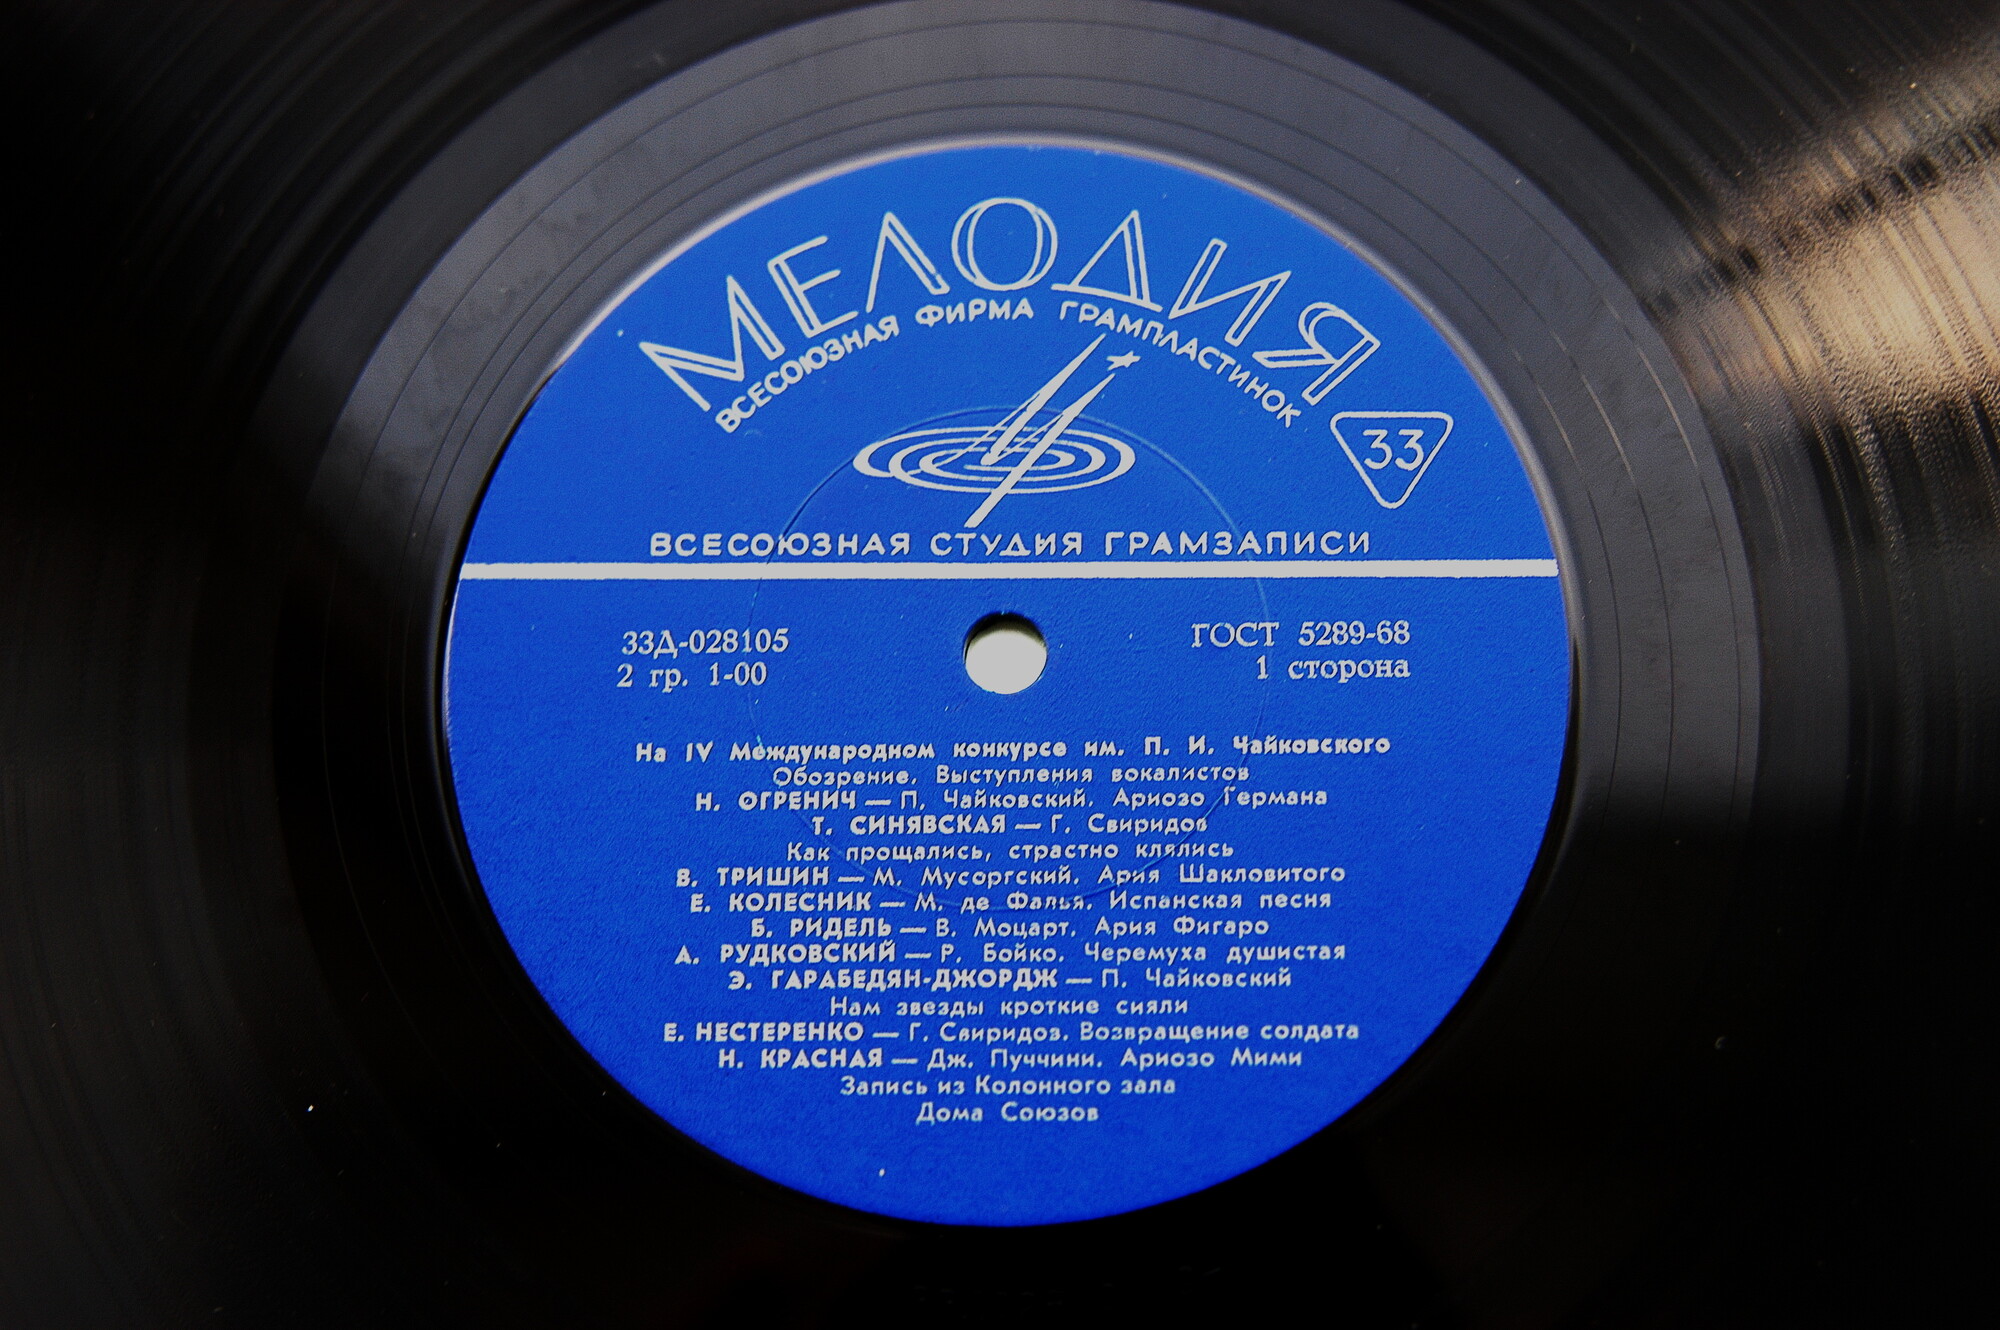 МЕЛОДИЯ
ВСЕСОЮЗНАЯ ФИРМА ГРАМПЛАСТИНОК
33
ВСЕСОЮЗНАЯ СТУДИЯ ГРАМЗАПИСИ
33Д-028105
ГОСТ 5289-68
2 гр. 1-00
1 сторона
На IV Международном конкурсе им. П. И. Чайковского
Обозрение. Выступления вокалистов
Н. ОГРЕНИЧ — П. Чайковский. Ариозо Германа
Т. СИНЯВСКАЯ — Г. Свиридов
Как прощались, страстно клялись
В. ТРИШИН — М. Мусоргский. Ария Шакловитого
Е. КОЛЕСНИК — М. де Фалья. Испанская песня
Б. РИДЕЛЬ — В. Моцарт. Ария Фигаро
А. РУДКОВСКИЙ — Р. Бойко. Черемуха душистая
Э. ГАРАБЕДЯН-ДЖОРДЖ — П. Чайковский
Нам звезды кроткие сияли
Е. НЕСТЕРЕНКО — Г. Свиридов. Возвращение солдата
Н. КРАСНАЯ — Дж. Пуччини. Ариозо Мими
Запись из Колонного зала
Дома Союзов